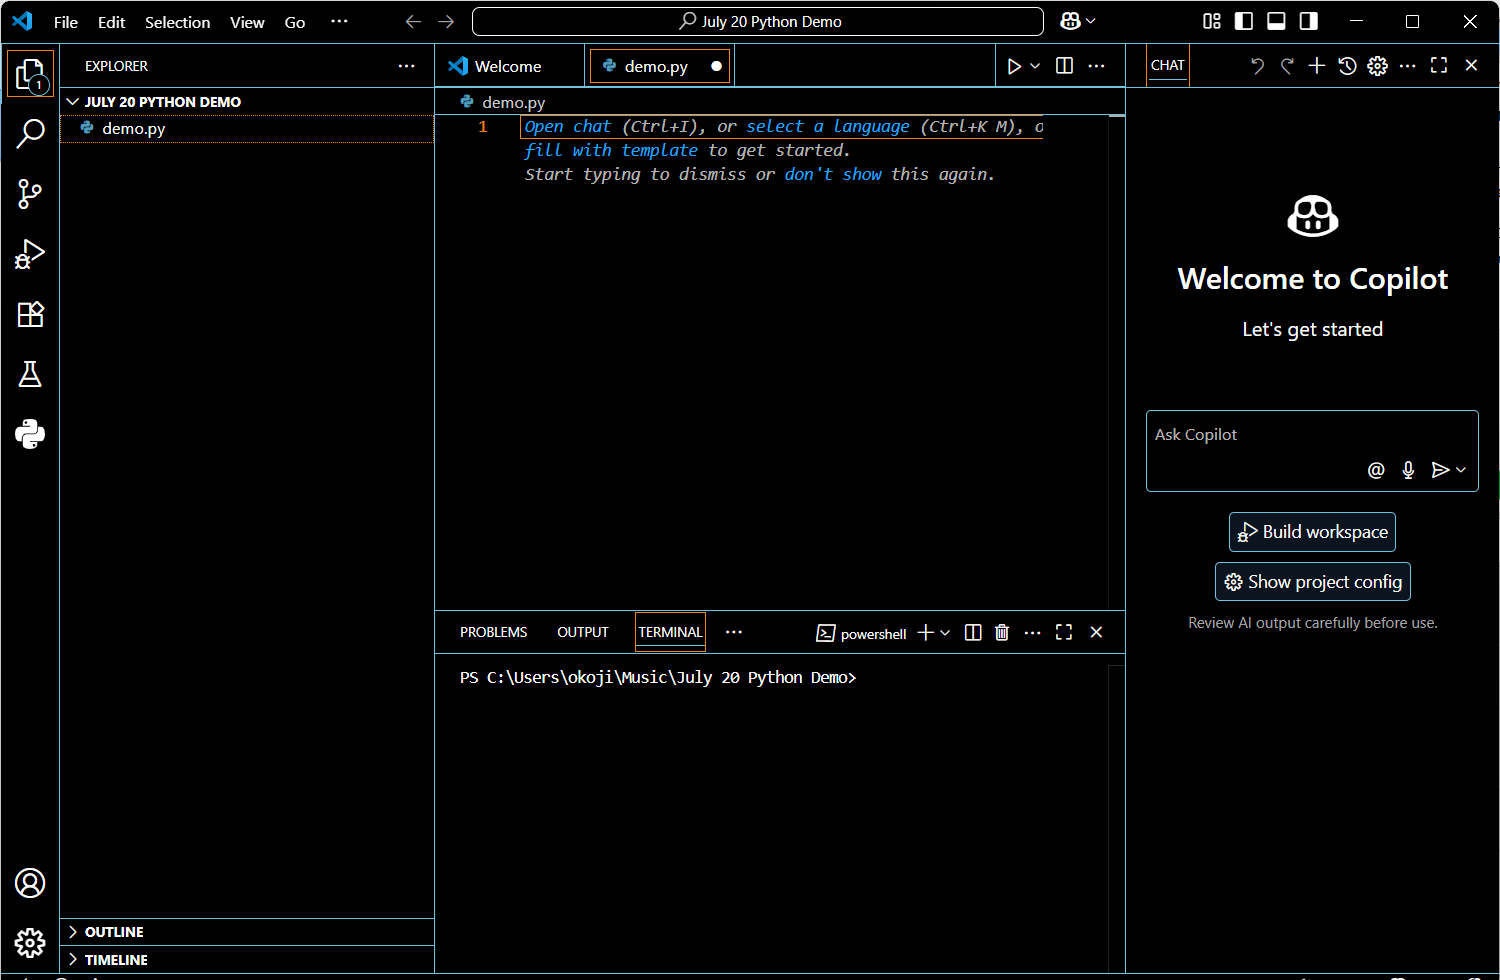 File Edit Selection View Go ···
July 20 Python Demo
1
EXPLORER
JULY 20 PYTHON DEMO
demo.py
OUTLINE
TIMELINE
Welcome
demo.py
demo.py
1
Open chat (Ctrl+I), or select a language (Ctrl+K M), o
fill with template to get started.
Start typing to dismiss or don't show this again.
PROBLEMS OUTPUT TERMINAL ···
powershell
PS C:\Users\okoji\Music\July 20 Python Demo>
CHAT
Welcome to Copilot
Let's get started
Ask Copilot
@
Build workspace
Show project config
Review AI output carefully before use.